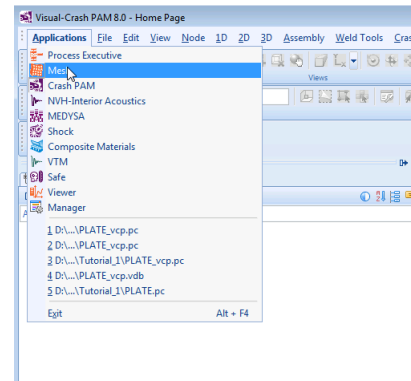 Visual-Crash PAM 8.0 - Home Page
Applications File Edit View Node 1D 2D 3D Assembly Weld Tools Cras
Process Executive
Mesh
Views
Crash PAM
NVH-Interior Acoustics
MEDYSA
Shock
Composite Materials
VTM
Safe
Viewer
Manager
1 D:\...\PLATE_vcp.pc
2 D:\...\PLATE_vcp.pc
3 D:\...\Tutorial_1\PLATE_vcp.pc
4 D:\...\PLATE_vcp.vdb
5 D:\...\Tutorial_1\PLATE.pc
Exit Alt + F4